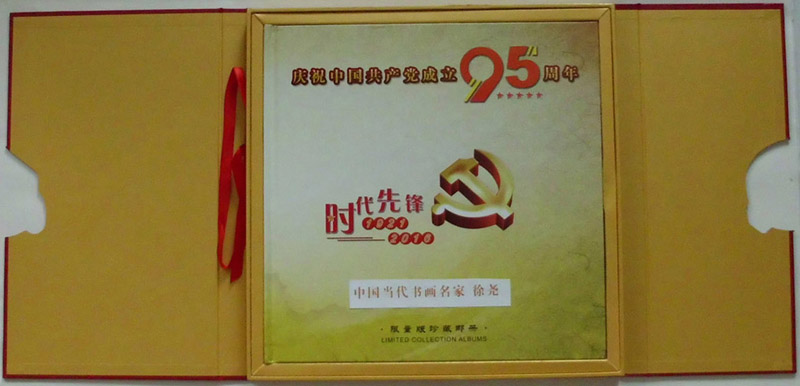 庆祝中国共产党成立95周年
时代先锋
1921
2016
中国当代书画名家 徐尧
·限量版珍藏邮册·
LIMITED COLLECTION ALBUMS